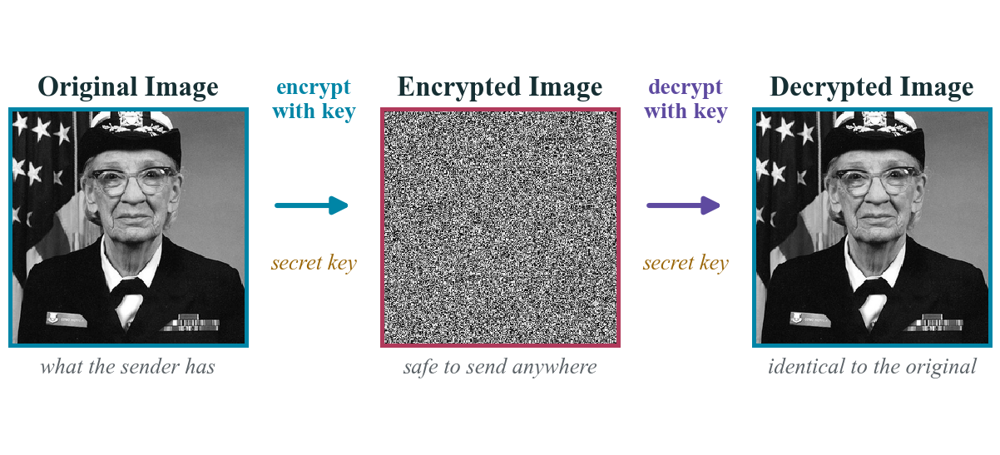 Original Image
encrypt
with key
Encrypted Image
decrypt
with key
Decrypted Image
secret key
secret key
what the sender has
safe to send anywhere
identical to the original